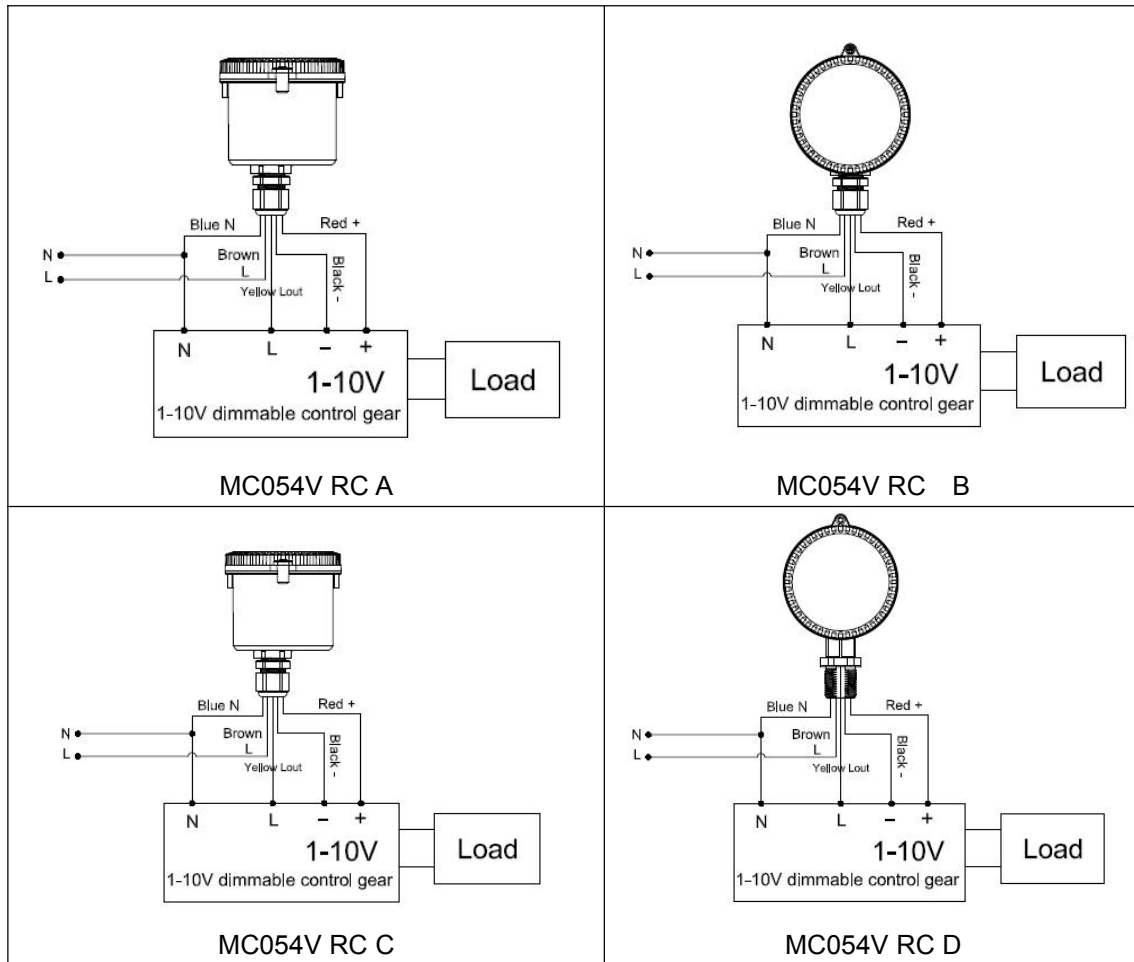 Blue N
Red +
N
Brown
L
L
Yellow Lout
Black -
N
L
−
+
1-10V
1-10V dimmable control gear
Load
MC054V RC A
Blue N
Red +
N
Brown
L
L
Yellow Lout
Black -
N
L
−
+
1-10V
1-10V dimmable control gear
Load
MC054V RC B
Blue N
Red +
N
Brown
L
L
Yellow Lout
Black -
N
L
−
+
1-10V
1-10V dimmable control gear
Load
MC054V RC C
Blue N
Red +
N
Brown
L
L
Yellow Lout
Black -
N
L
−
+
1-10V
1-10V dimmable control gear
Load
MC054V RC D